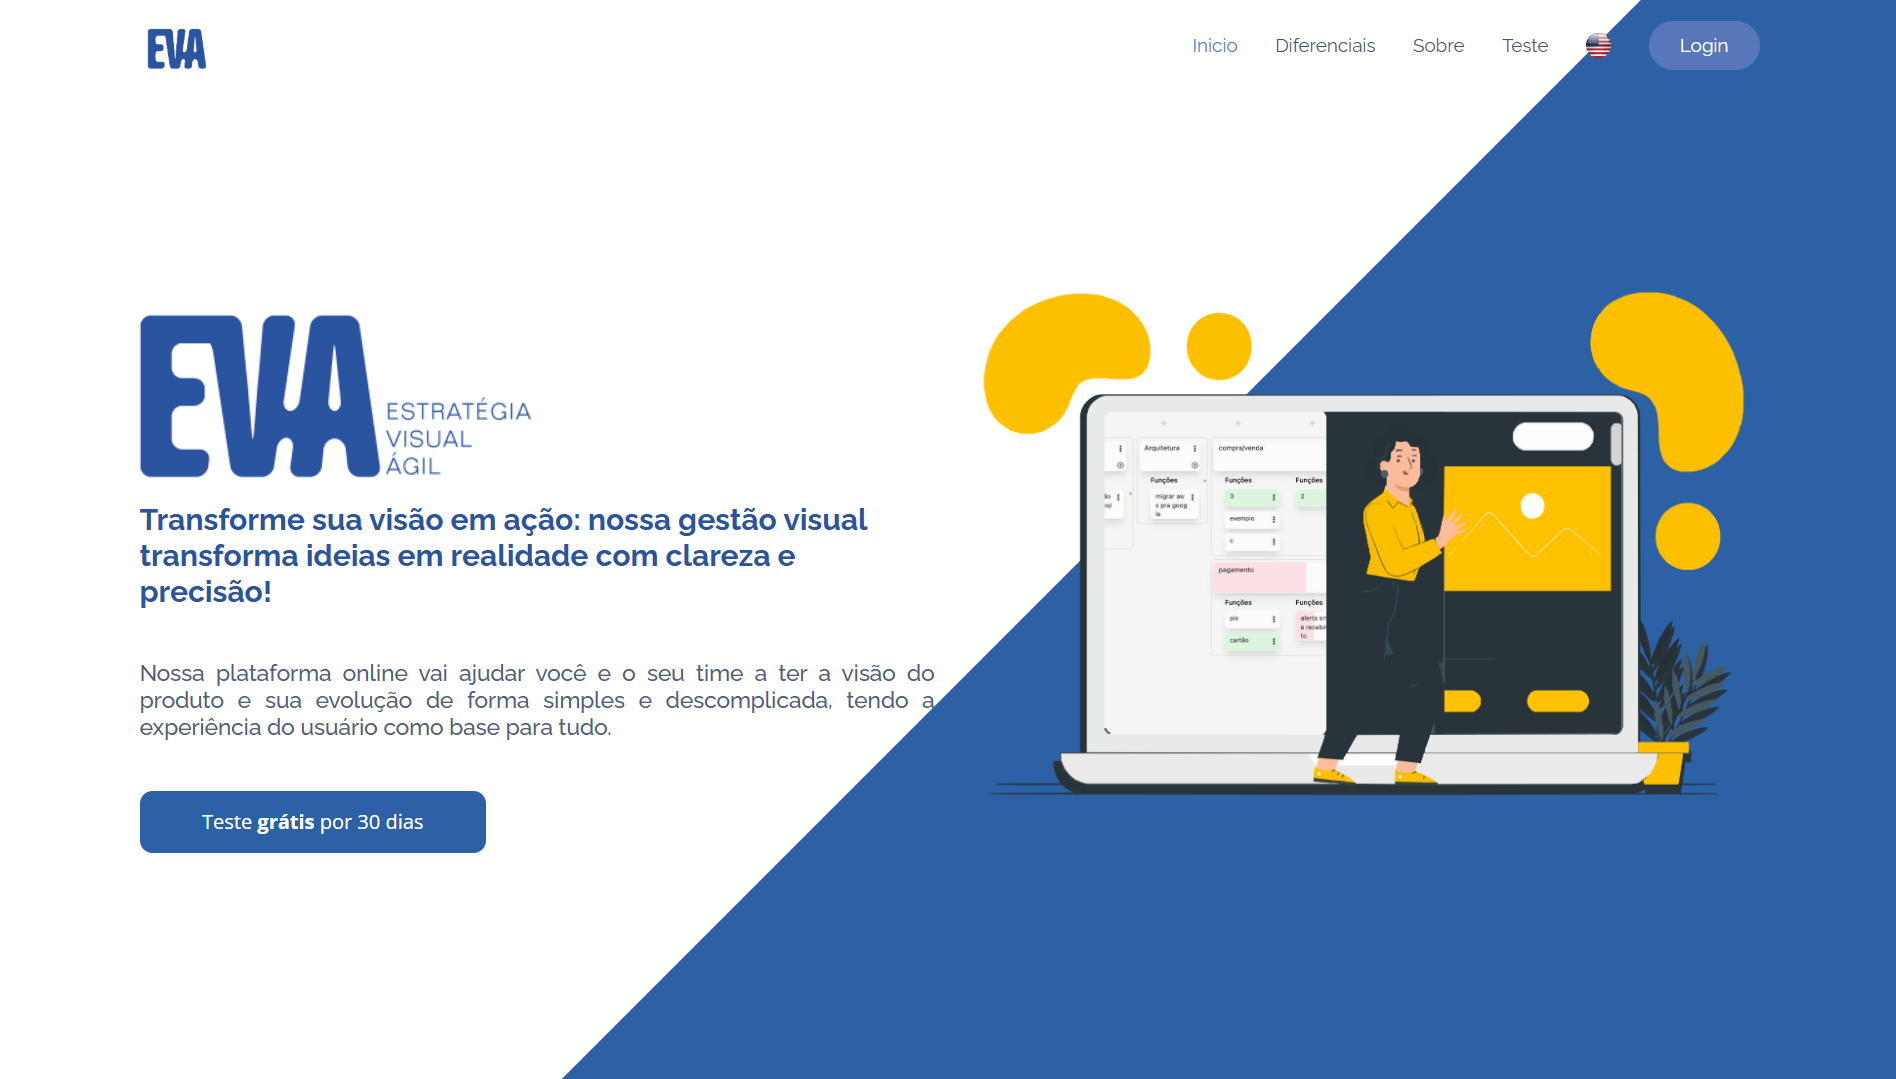 EVA
Inicio Diferenciais Sobre Teste Login
EVA
ESTRATÉGIA
VISUAL
ÁGIL
Transforme sua visão em ação: nossa gestão visual
transforma ideias em realidade com clareza e
precisão!
Nossa plataforma online vai ajudar você e o seu time a ter a visão do
produto e sua evolução de forma simples e descomplicada, tendo a
experiência do usuário como base para tudo.
Teste grátis por 30 dias
Arquitetura
Funções
migrar aw
s pra goog
le
compra/venda
Funções Funções
3 2
exemplo
pagamento
Funções Funções
pix
cartão
alerta
e
to